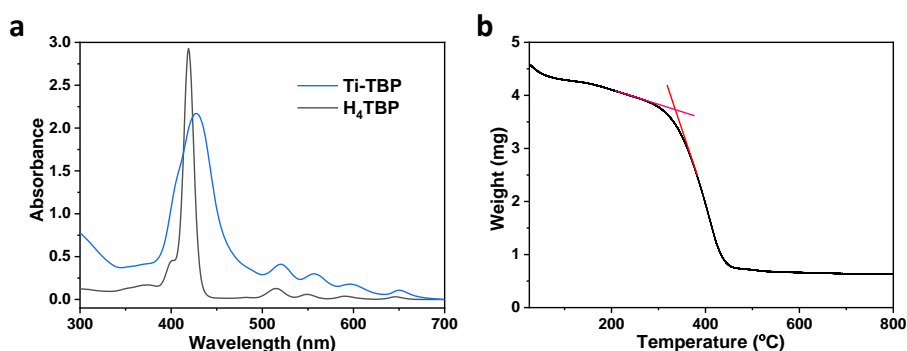 a
3.0
2.5
2.0
1.5
1.0
0.5
0.0
Absorbance
Ti-TBP
H₄TBP
300 400 500 600 700
Wavelength (nm)
b
5
4
3
2
1
0
Weight (mg)
200 400 600 800
Temperature (ºC)